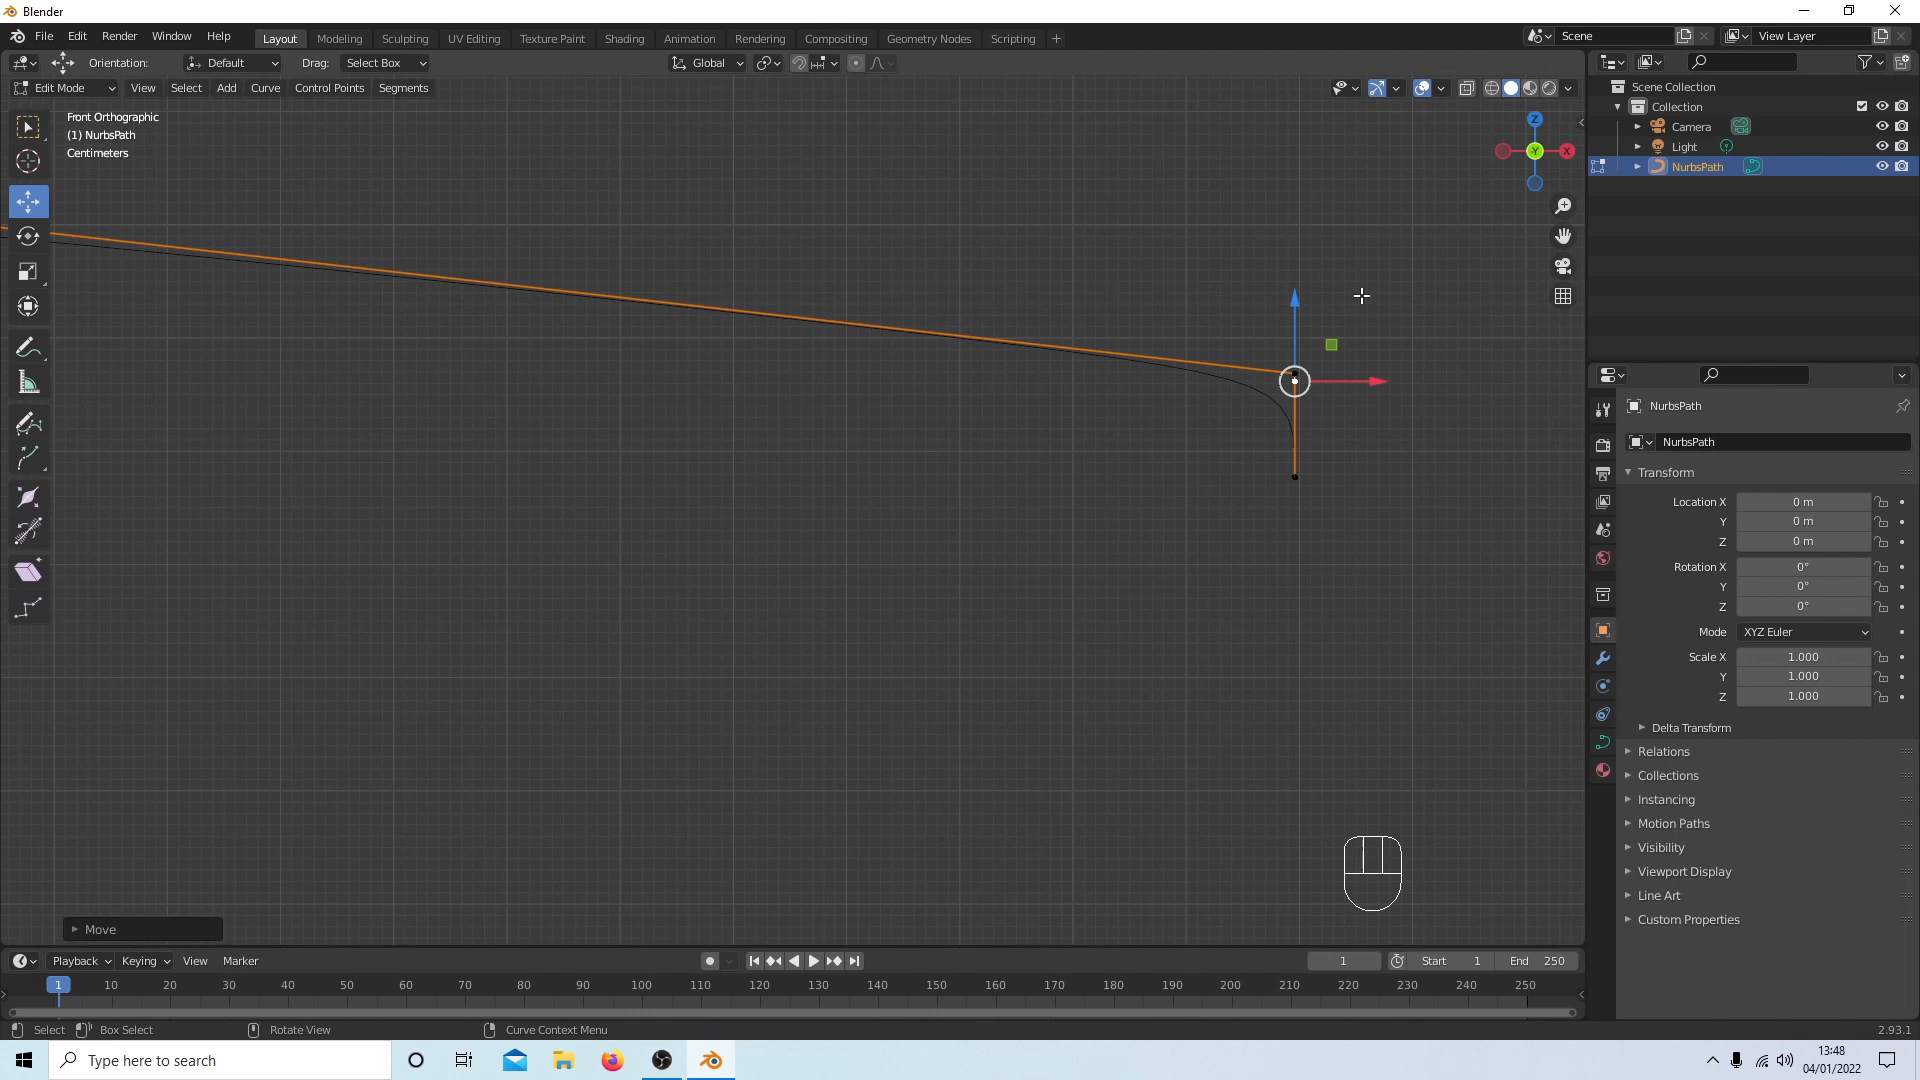 Blender
File Edit Render Window Help
Layout Modeling Sculpting UV Editing Texture Paint Shading Animation Rendering Compositing Geometry Nodes Scripting +
Scene View Layer
Orientation: Default Drag: Select Box Global
Edit Mode View Select Add Curve Control Points Segments
Front Orthographic
(1) NurbsPath
Centimeters
Z
Y
X
Scene Collection
Collection
Camera
Light
NurbsPath
NurbsPath
NurbsPath
Transform
Location X 0 m
Y 0 m
Z 0 m
Rotation X 0°
Y 0°
Z 0°
Mode XYZ Euler
Scale X 1.000
Y 1.000
Z 1.000
Delta Transform
Relations
Collections
Instancing
Motion Paths
Visibility
Viewport Display
Line Art
Custom Properties
Move
Playback Keying View Marker 1 Start 1 End 250
1 10 20 30 40 50 60 70 80 90 100 110 120 130 140 150 160 170 180 190 200 210 220 230 240 250
Select Box Select Rotate View Curve Context Menu 2.93.1
Type here to search
13:48
04/01/2022